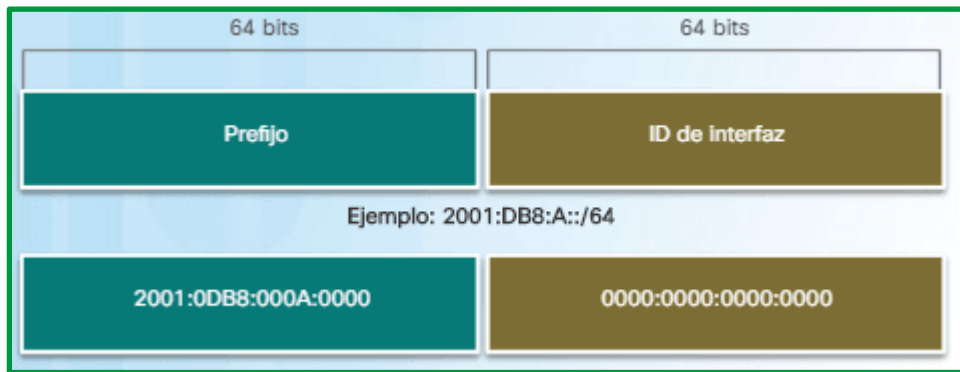 64 bits 64 bits
Prefijo ID de interfaz
Ejemplo: 2001:DB8:A::/64
2001:0DB8:000A:0000 0000:0000:0000:0000